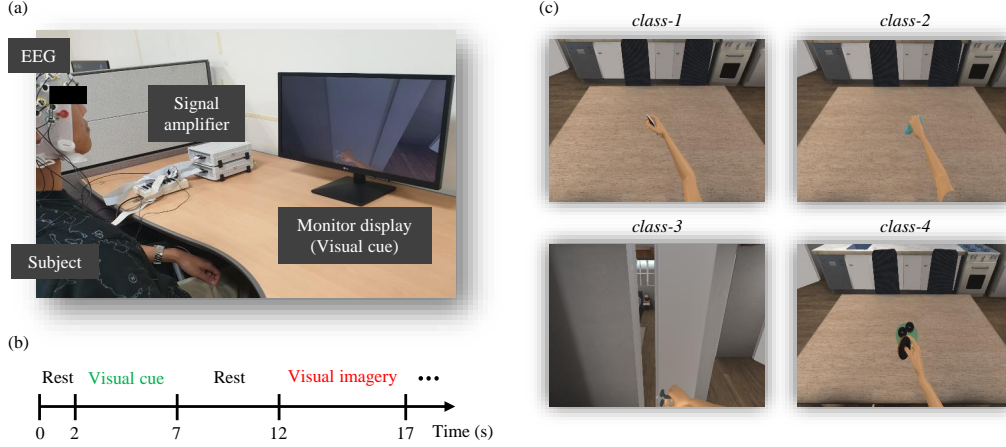 (a)
EEG
Signal
amplifier
Monitor display
(Visual cue)
Subject
(b)
Rest
Visual cue
Rest
Visual imagery
•••
0
2
7
12
17
Time (s)
(c)
class-1
class-2
class-3
class-4